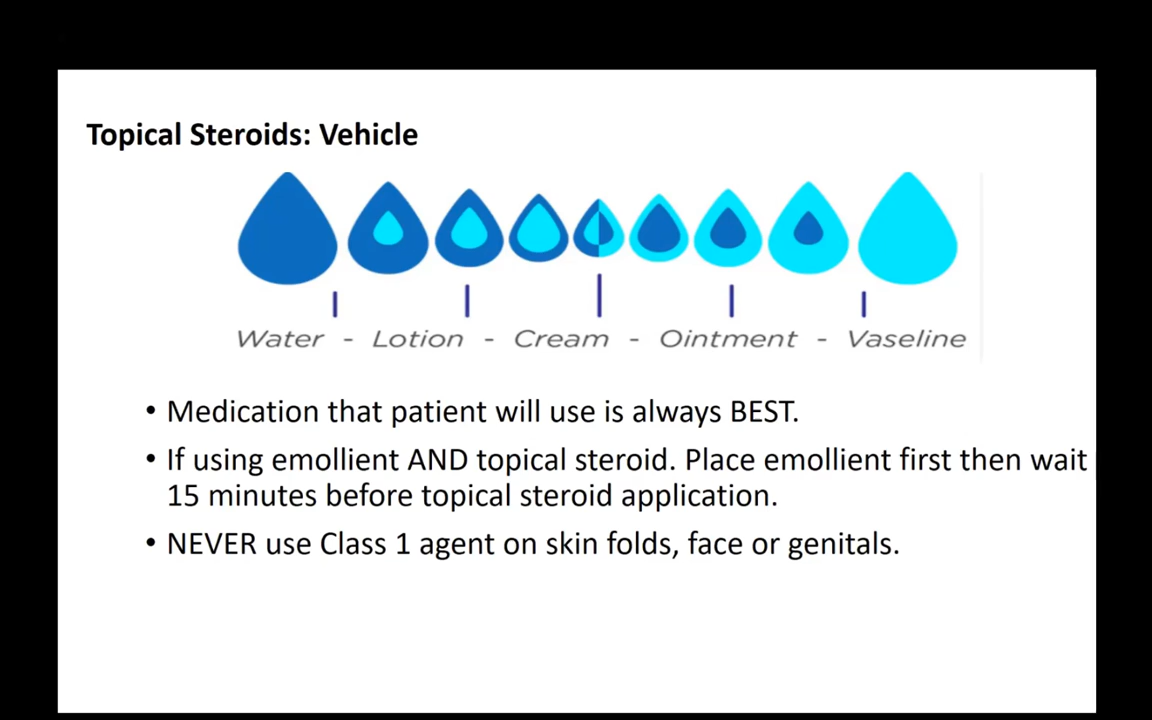 Topical Steroids: Vehicle
Water - Lotion - Cream - Ointment - Vaseline
• Medication that patient will use is always BEST.
• If using emollient AND topical steroid. Place emollient first then wait
15 minutes before topical steroid application.
• NEVER use Class 1 agent on skin folds, face or genitals.